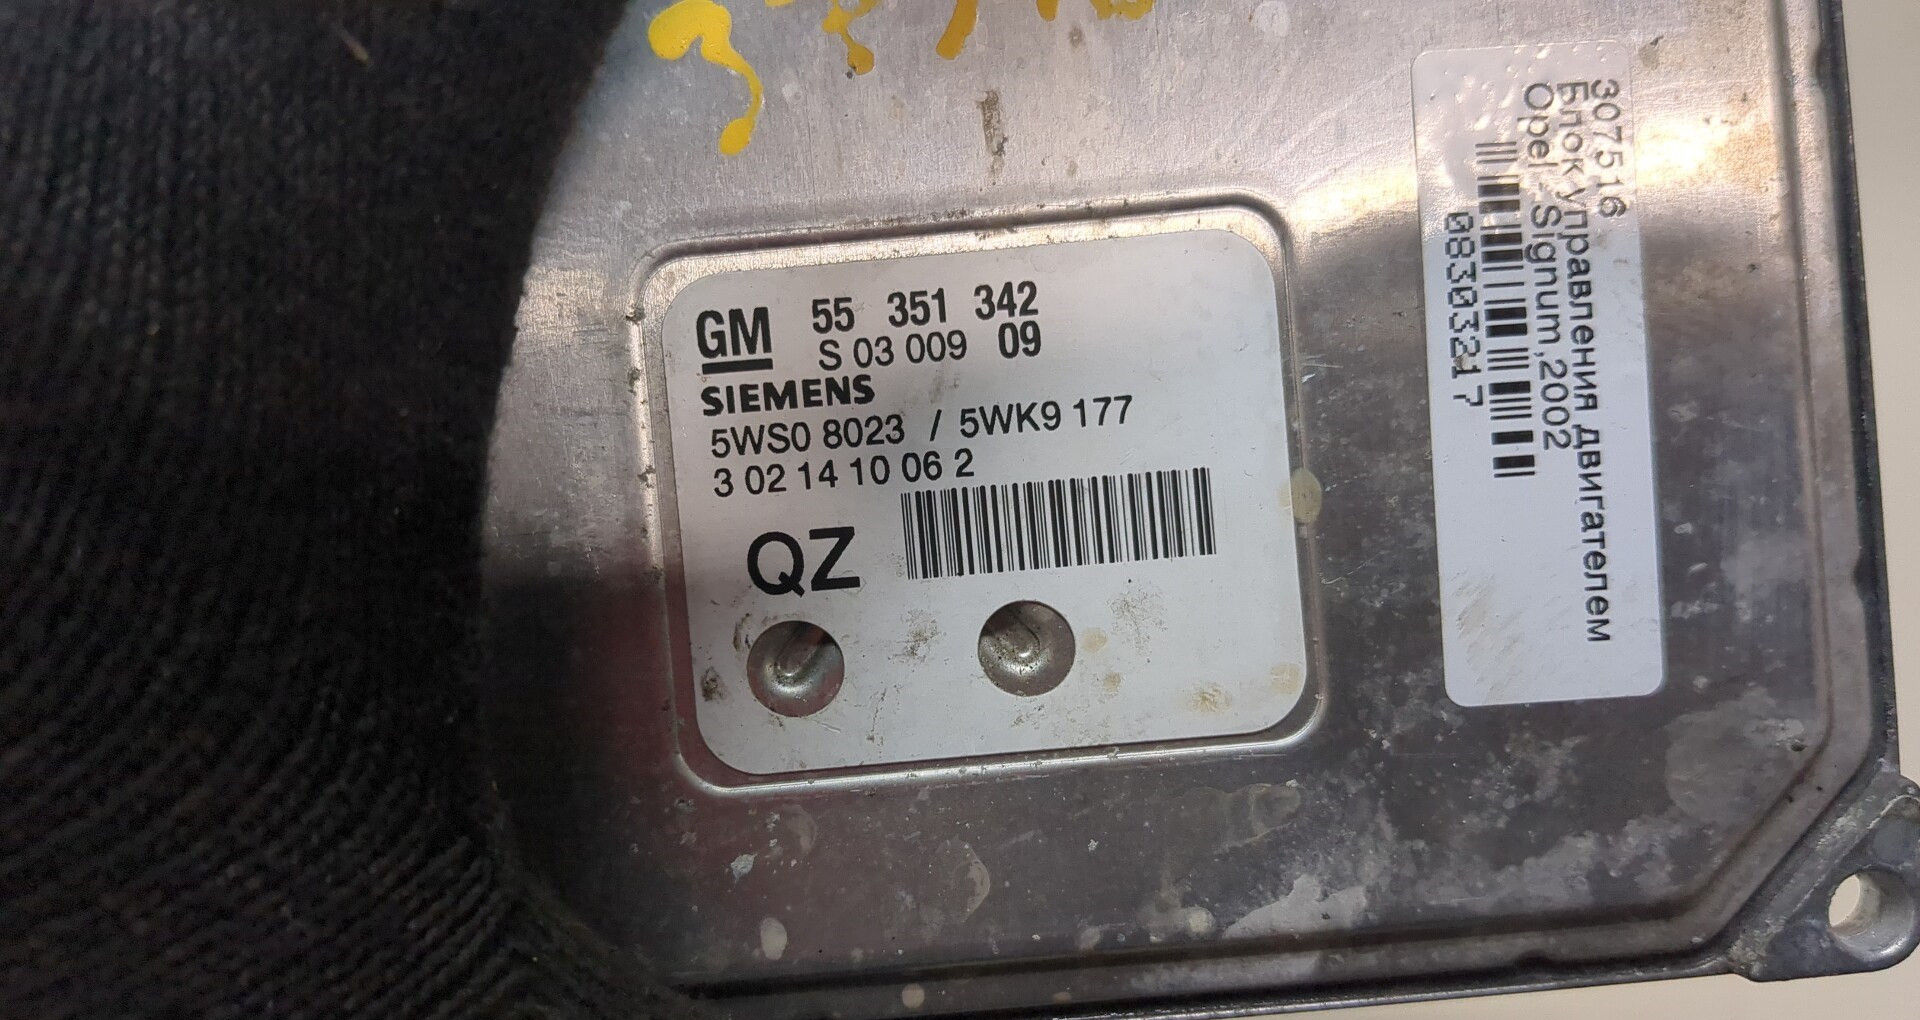 GM 55 351 342
S 03 009 09
SIEMENS
5WS0 8023 / 5WK9 177
3 02 14 10 06 2
QZ
307516
Блок управления двигателем
Opel Signum,2002
08303217